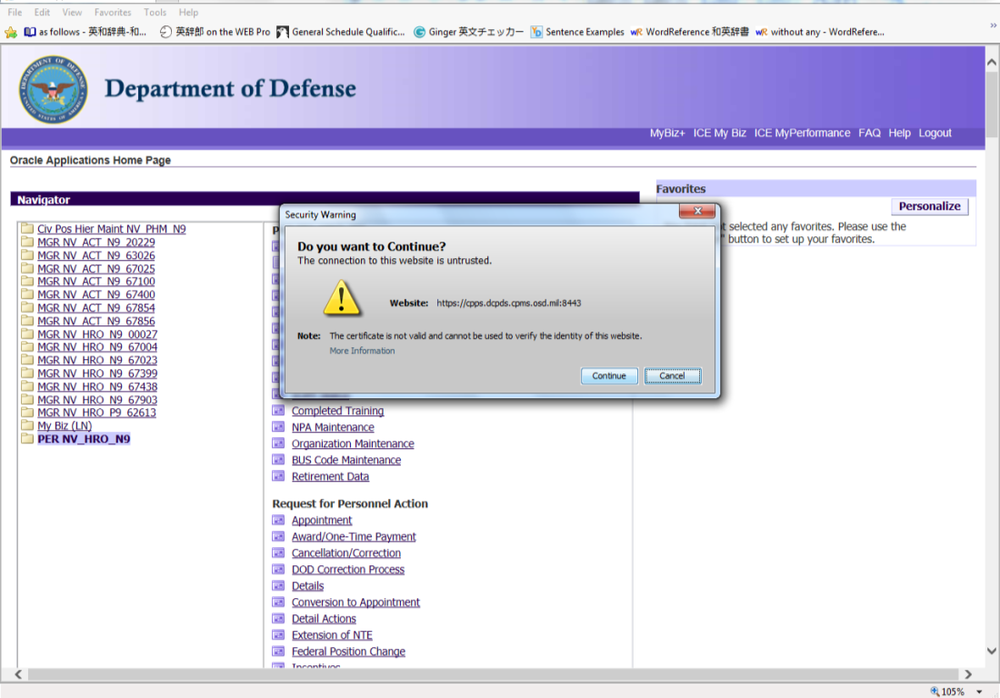 File Edit View Favorites Tools Help
as follows - 英和辞典-和... 英辞郎 on the WEB Pro General Schedule Qualific... Ginger 英文チェッカー Sentence Examples WordReference 和英辞書 without any - WordRefere...
Department of Defense
MyBiz+ ICE My Biz ICE MyPerformance FAQ Help Logout
Oracle Applications Home Page
Navigator
Civ Pos Hier Maint NV_PHM_N9
MGR NV_ACT_N9_20229
MGR NV_ACT_N9_63026
MGR NV_ACT_N9_67025
MGR NV_ACT_N9_67100
MGR NV_ACT_N9_67400
MGR NV_ACT_N9_67854
MGR NV_ACT_N9_67856
MGR NV_HRO_N9_00027
MGR NV_HRO_N9_67004
MGR NV_HRO_N9_67023
MGR NV_HRO_N9_67399
MGR NV_HRO_N9_67438
MGR NV_HRO_N9_67903
MGR NV_HRO_P9_62613
My Biz (LN)
PER NV_HRO_N9
Security Warning
Do you want to Continue?
The connection to this website is untrusted.
Website: https://cpps.dcpds.cpms.osd.mil:8443
Note: The certificate is not valid and cannot be used to verify the identity of this website.
More Information
Continue Cancel
Completed Training
NPA Maintenance
Organization Maintenance
BUS Code Maintenance
Retirement Data
Request for Personnel Action
Appointment
Award/One-Time Payment
Cancellation/Correction
DOD Correction Process
Details
Conversion to Appointment
Detail Actions
Extension of NTE
Federal Position Change
Incentives
Favorites
Personalize
selected any favorites. Please use the
" button to set up your favorites.
105%